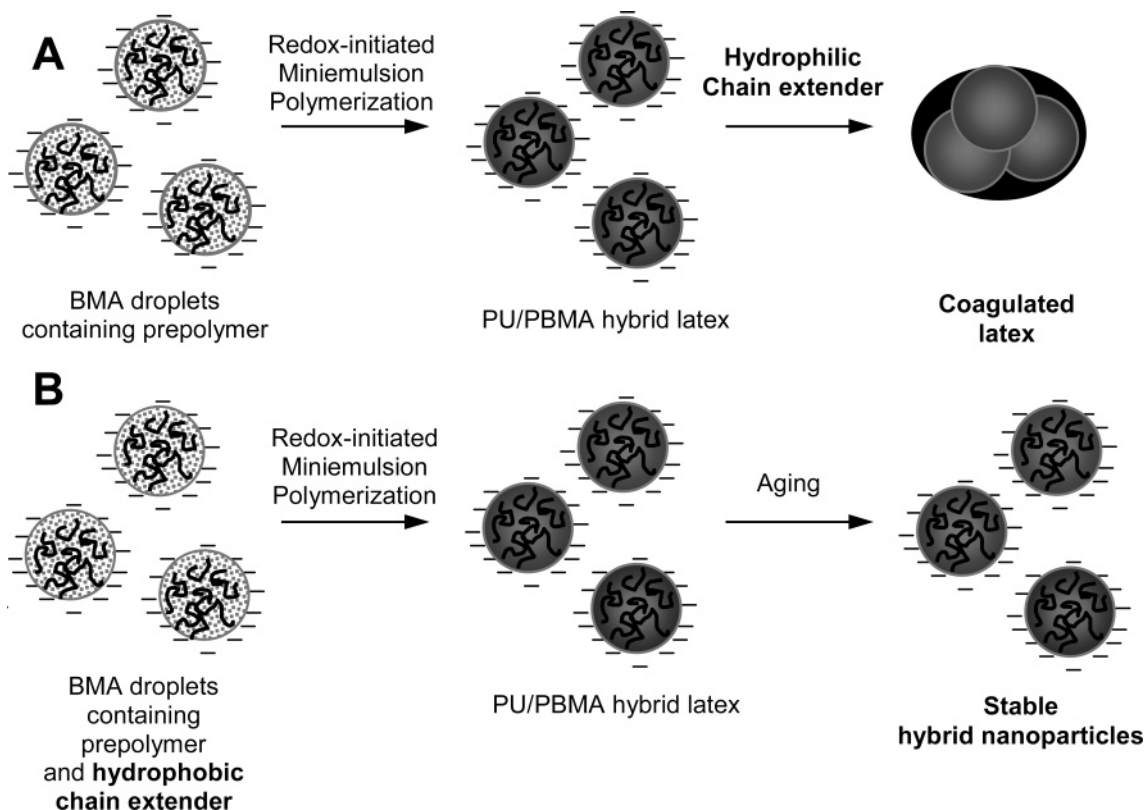 A
Redox-initiated
Miniemulsion
Polymerization
Hydrophilic
Chain extender
BMA droplets
containing prepolymer
PU/PBMA hybrid latex
Coagulated
latex
B
Redox-initiated
Miniemulsion
Polymerization
Aging
BMA droplets
containing
prepolymer
and hydrophobic
chain extender
PU/PBMA hybrid latex
Stable
hybrid nanoparticles